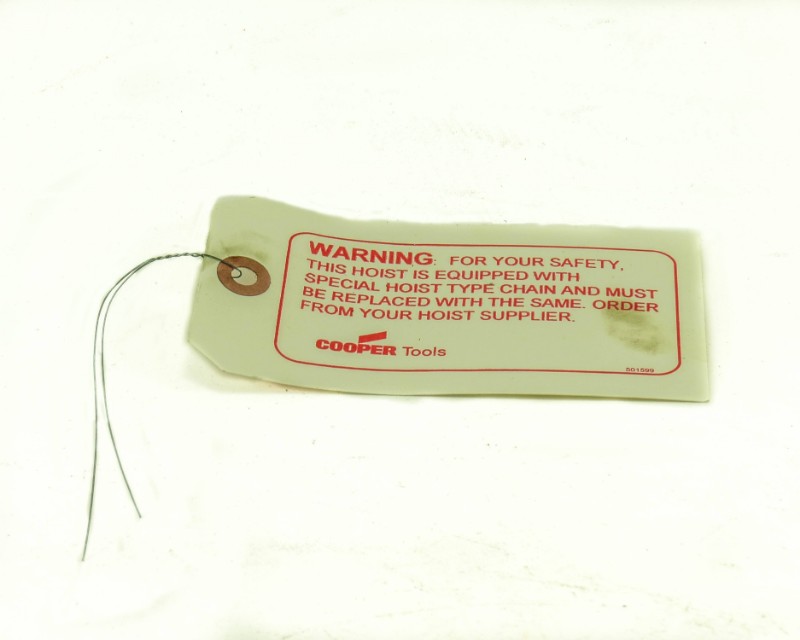 WARNING: FOR YOUR SAFETY,
THIS HOIST IS EQUIPPED WITH
SPECIAL HOIST TYPE CHAIN AND MUST
BE REPLACED WITH THE SAME. ORDER
FROM YOUR HOIST SUPPLIER.
COOPER Tools
501599